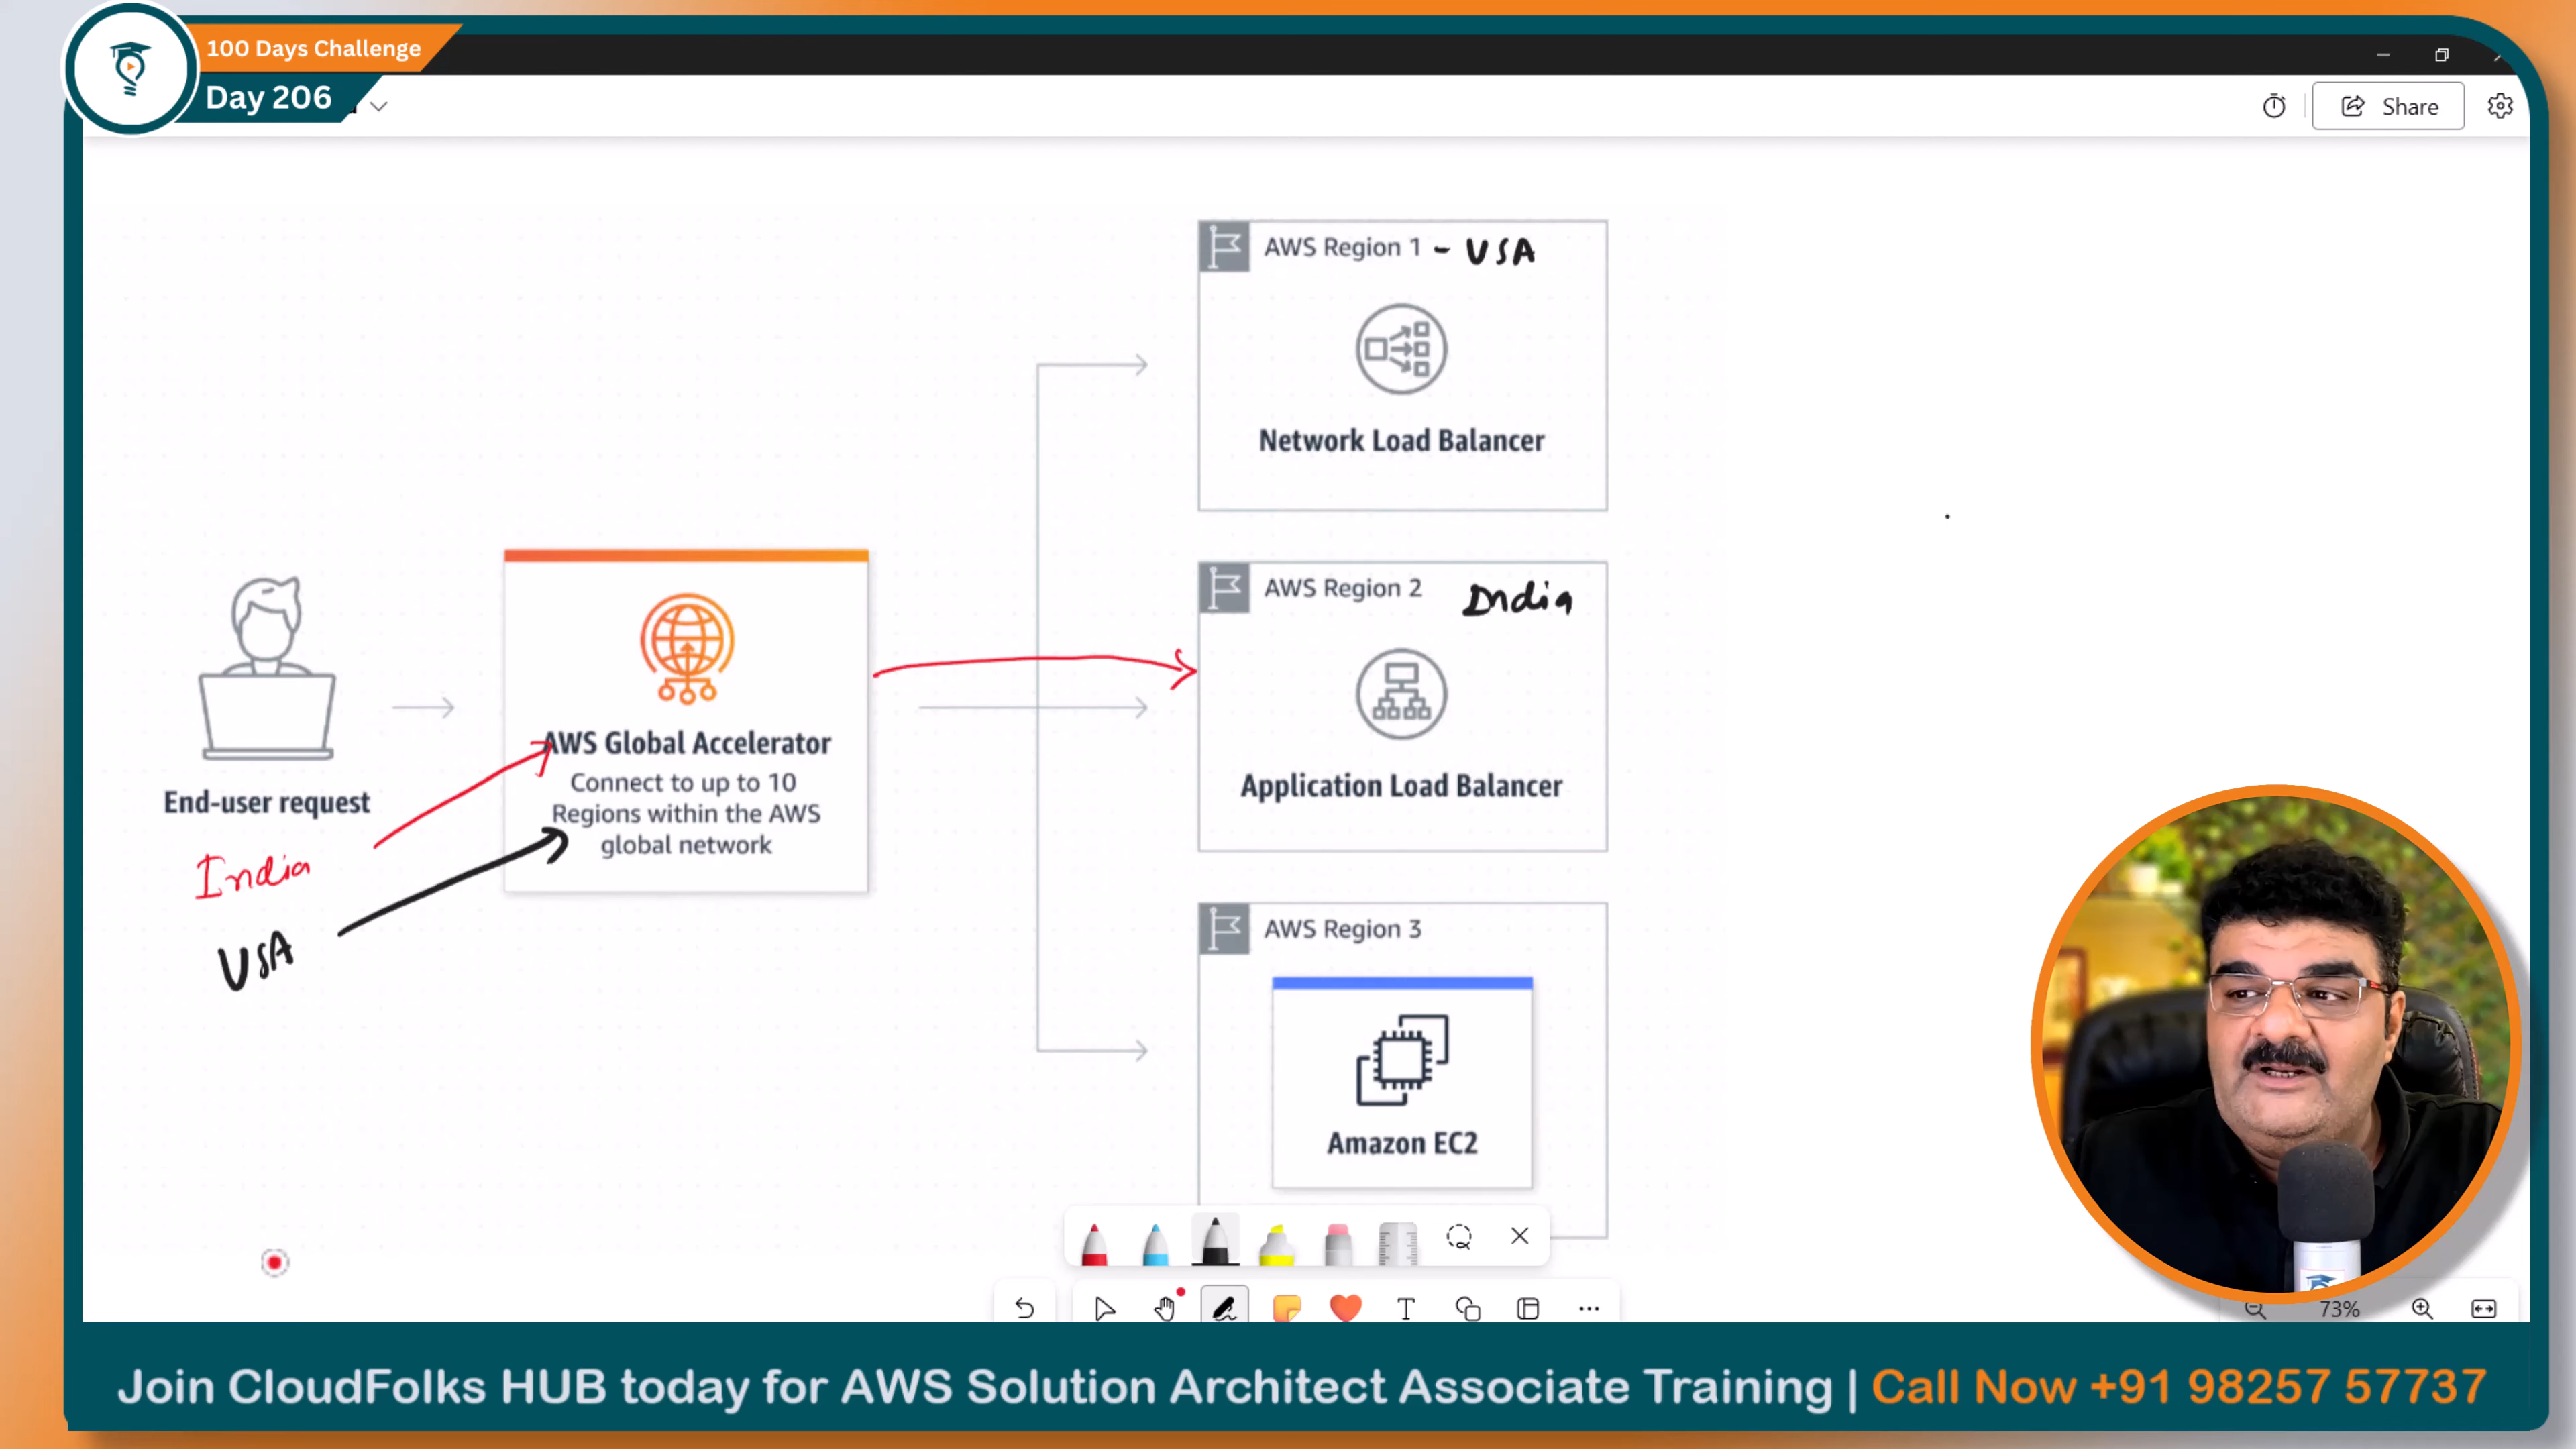 100 Days Challenge
Day 206
Share
AWS Region 1 - USA
Network Load Balancer
AWS Region 2 India
Application Load Balancer
AWS Global Accelerator
Connect to up to 10
Regions within the AWS
global network
End-user request
India
USA
AWS Region 3
Amazon EC2
73%
Join CloudFolks HUB today for AWS Solution Architect Associate Training | Call Now +91 98257 57737